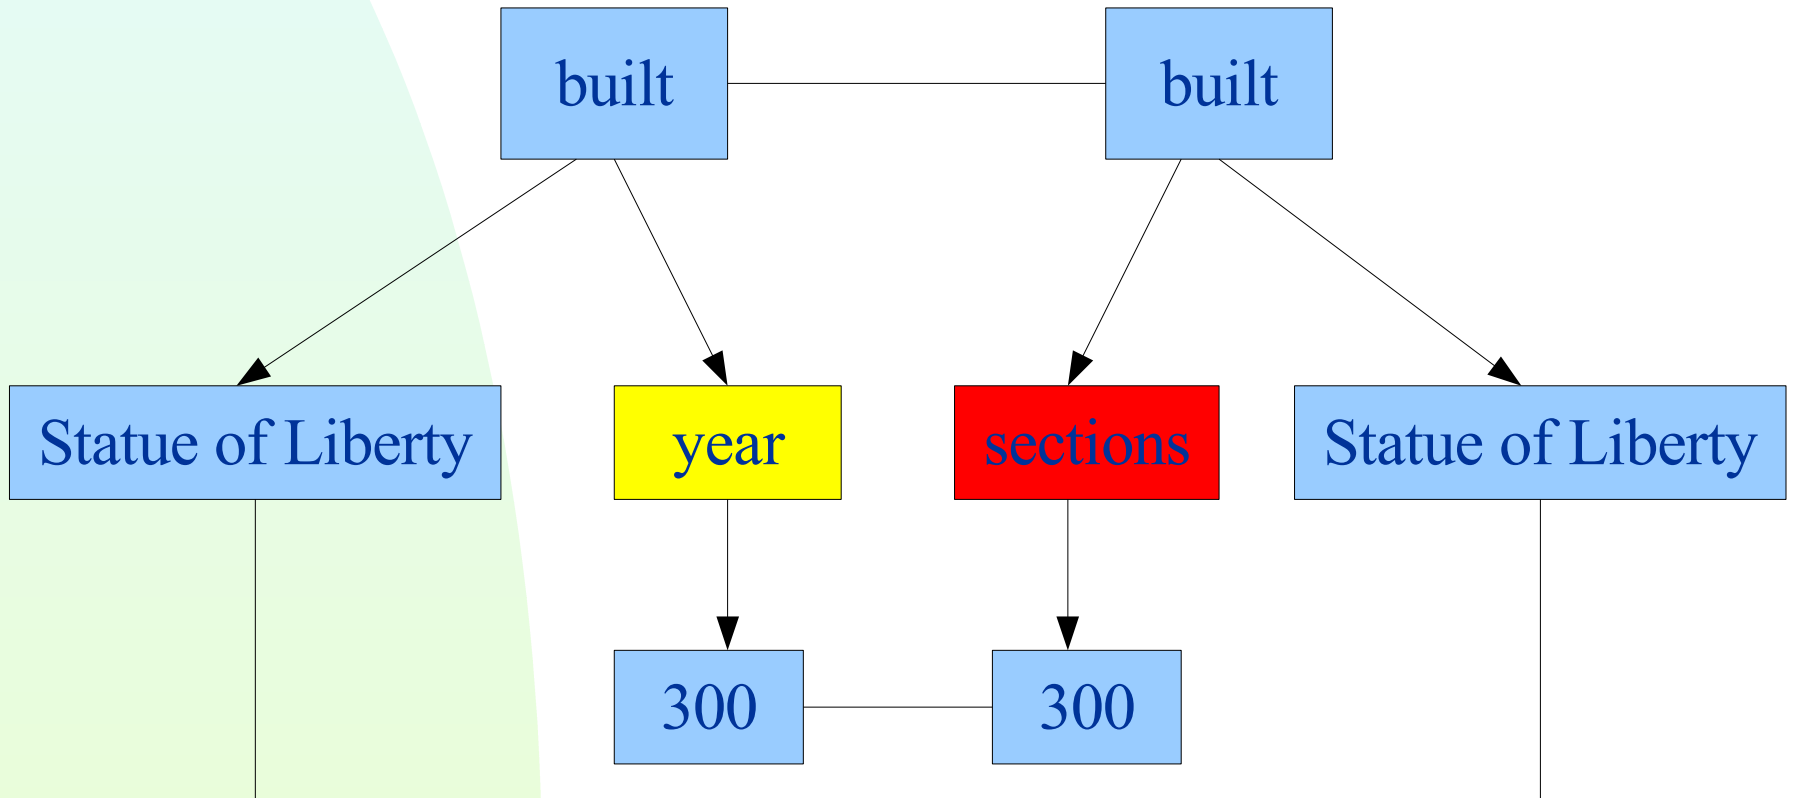 built
built
Statue of Liberty
year
sections
Statue of Liberty
300
300